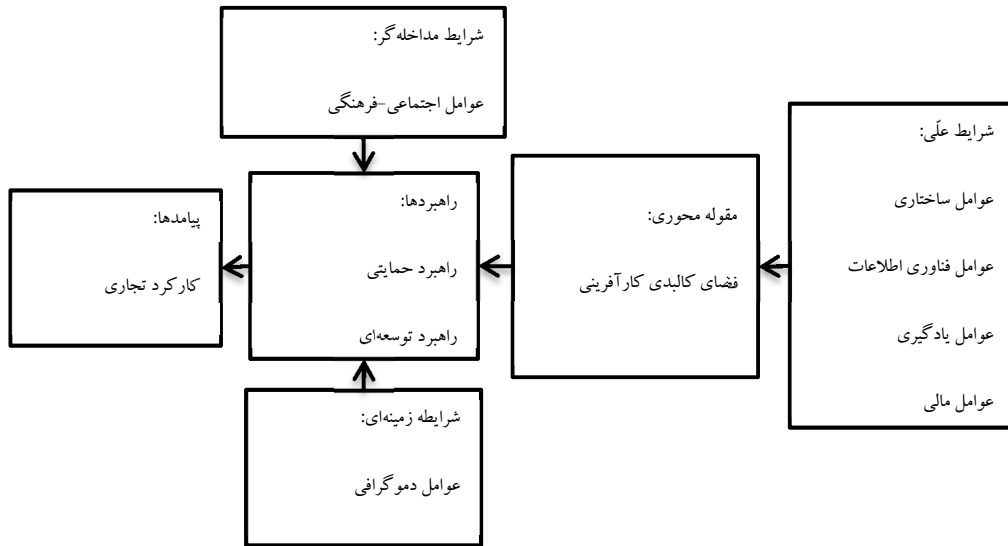 شرایط مداخله‌گر:
عوامل اجتماعی-فرهنگی
شرایط علّی:
عوامل ساختاری
عوامل فناوری اطلاعات
عوامل یادگیری
عوامل مالی
مقوله محوری:
فضای کالبدی کارآفرینی
راهبردها:
راهبرد حمایتی
راهبرد توسعه‌ای
پیامدها:
کارکرد تجاری
شرایطه زمینه‌ای:
عوامل دموگرافی